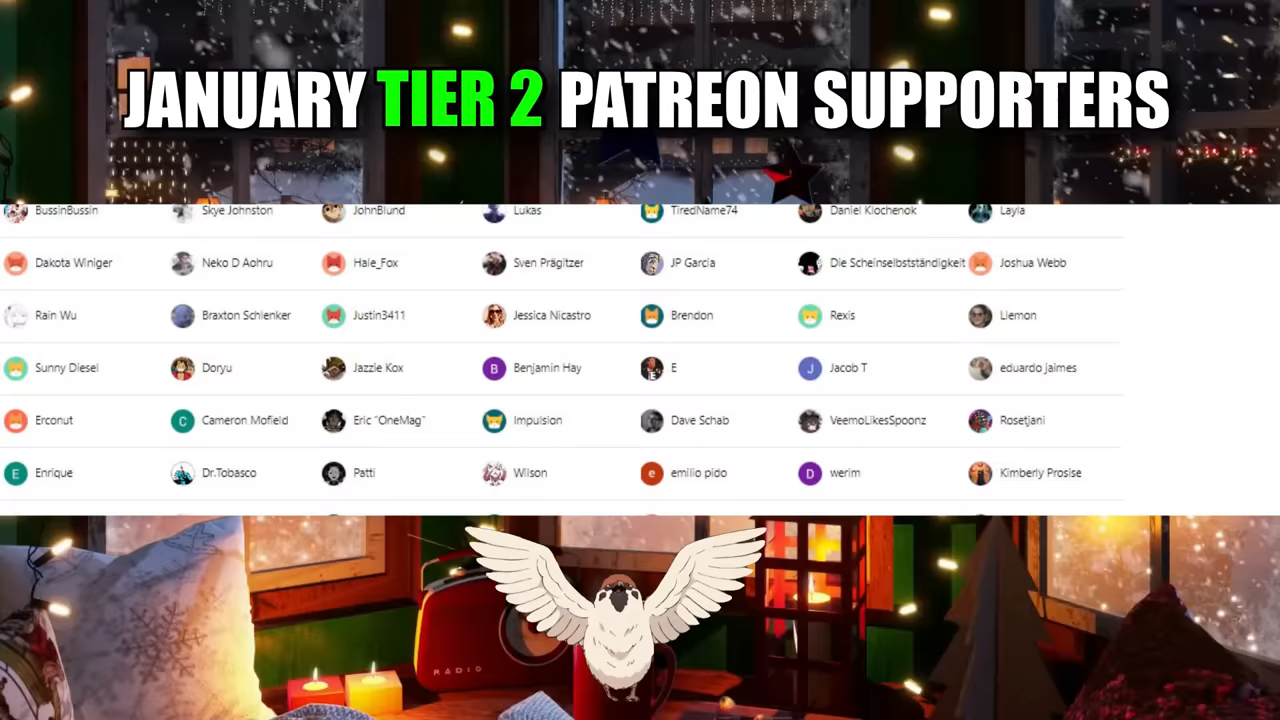 JANUARY TIER 2 PATREON SUPPORTERS
BussinBussin Skye Johnston JohnBlund Lukas TiredName74 Daniel Klochenok Layla
Dakota Winiger Neko D Aohru Hale_Fox Sven Prägitzer JP Garcia Die Scheinselbstständigkeit Joshua Webb
Rain Wu Braxton Schlenker Justin3411 Jessica Nicastro Brendon Rexis Liemon
Sunny Diesel Doryu Jazzie Kox B Benjamin Hay E J Jacob T eduardo jaimes
Erconut C Cameron Mofield Eric "OneMag" Impulsion Dave Schab VeemoLikesSpoonz Rosetjani
E Enrique Dr.Tobasco Patti Wilson e emilio pido D werim Kimberly Prosise
RADIO